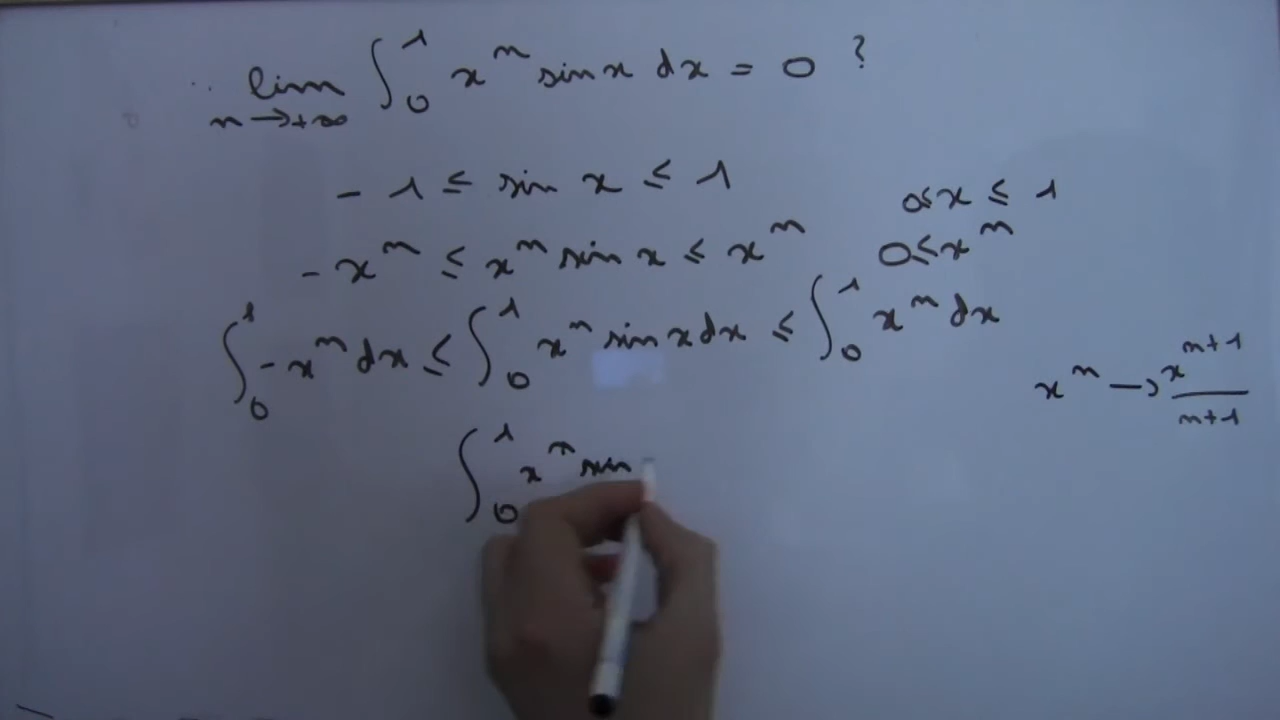 lim n→+∞ ∫₀¹ xⁿ sin x dx = 0 ?
- 1 ≤ sin x ≤ 1
0 ≤ x ≤ 1
- xⁿ ≤ xⁿ sin x ≤ xⁿ
0 ≤ xⁿ
∫₀¹ - xⁿ dx ≤ ∫₀¹ xⁿ sin x dx ≤ ∫₀¹ xⁿ dx
xⁿ → xⁿ⁺¹ / n+1
∫₀¹ xⁿ sin